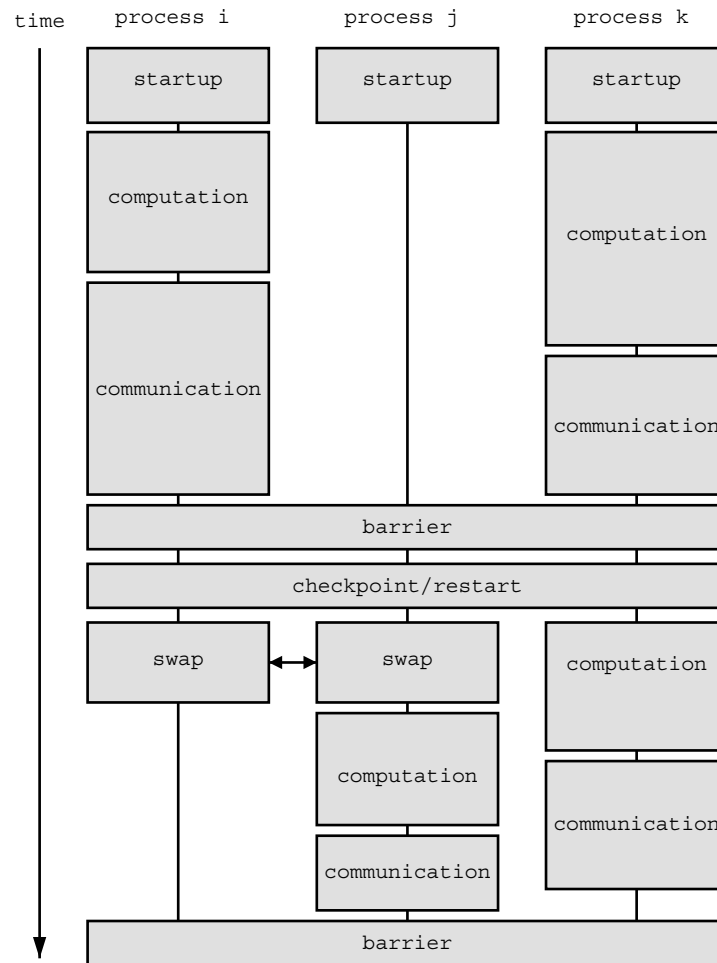 time process i process j process k
startup startup startup
computation
computation
communication
communication
barrier
checkpoint/restart
swap swap computation
computation
communication
communication
barrier